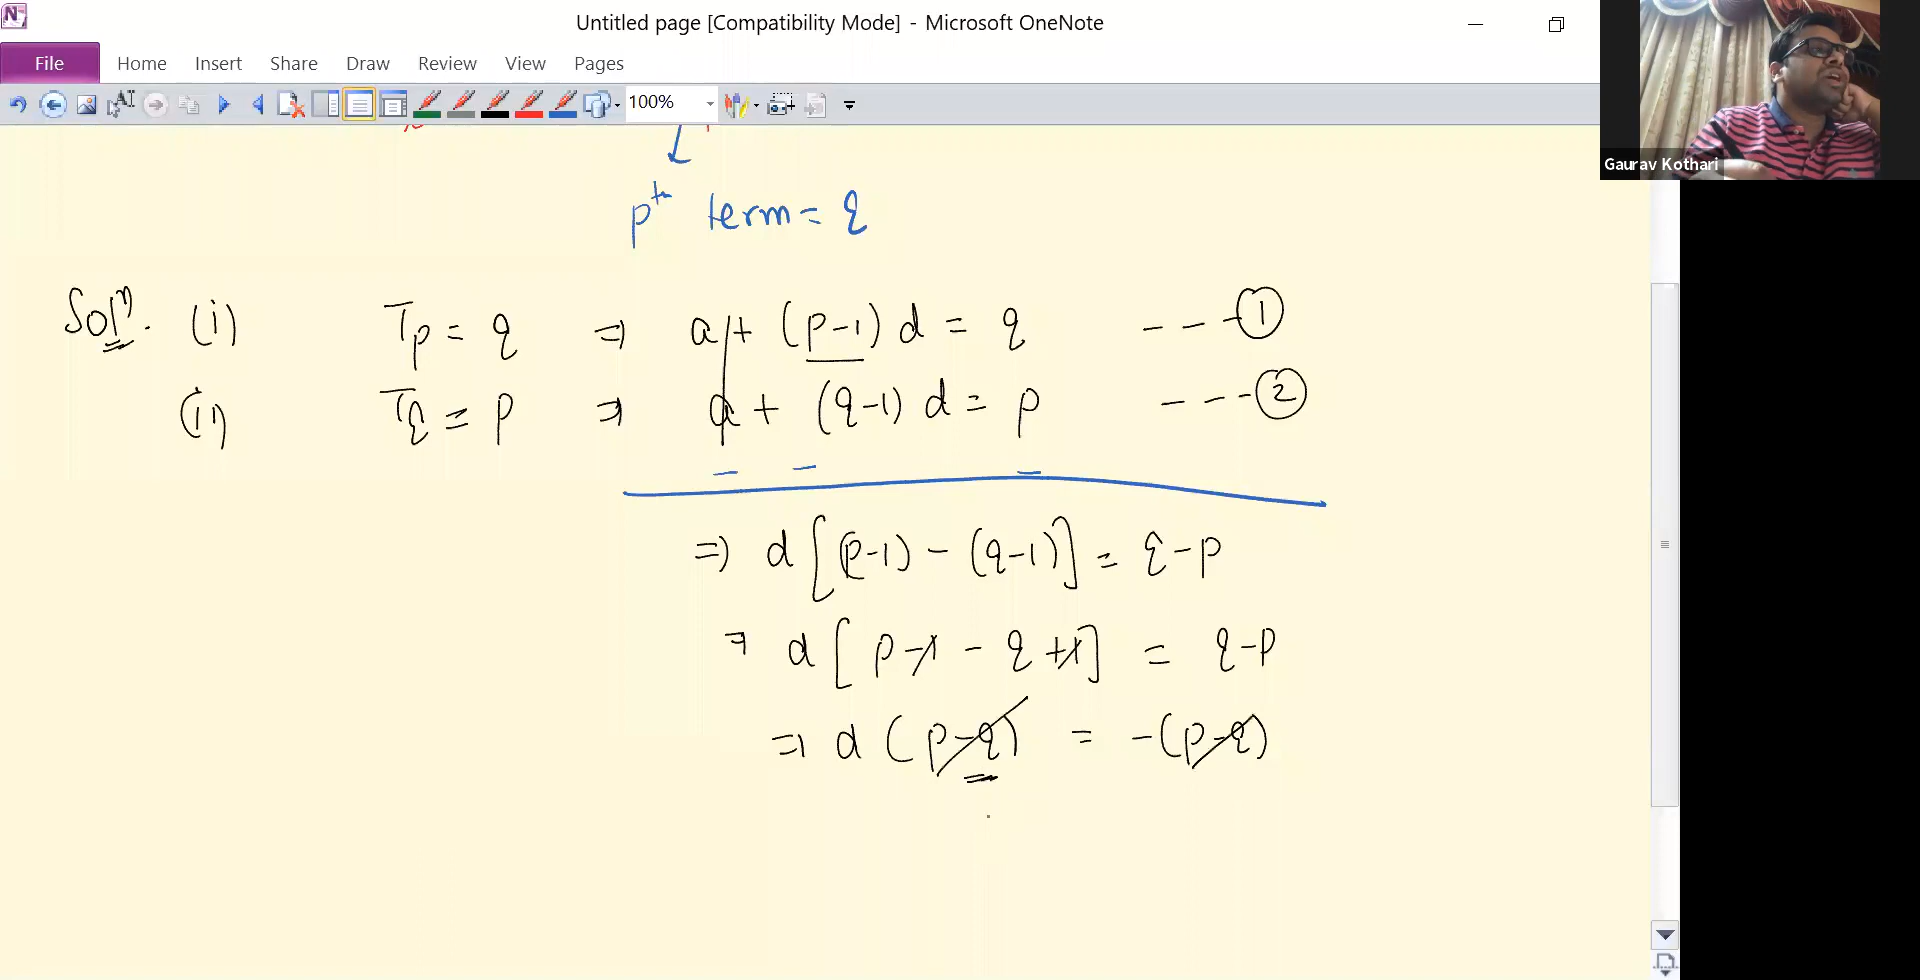 Untitled page [Compatibility Mode] - Microsoft OneNote
File Home Insert Share Draw Review View Pages
100%
Gaurav Kothari
pth term = q
Solⁿ. (i) Tp = q ⇒ a + (p-1) d = q --- ①
(ii) Tq = p ⇒ a + (q-1) d = p --- ②
- - -
⇒ d [(p-1) - (q-1)] = q - p
⇒ d [ p - 1 - q + 1] = q - p
⇒ d (p - q) = -(p - q)